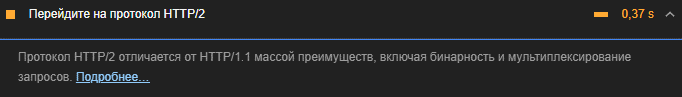 Перейдите на протокол HTTP/2 0,37 s
Протокол HTTP/2 отличается от HTTP/1.1 массой преимуществ, включая бинарность и мультиплексирование
запросов. Подробнее…